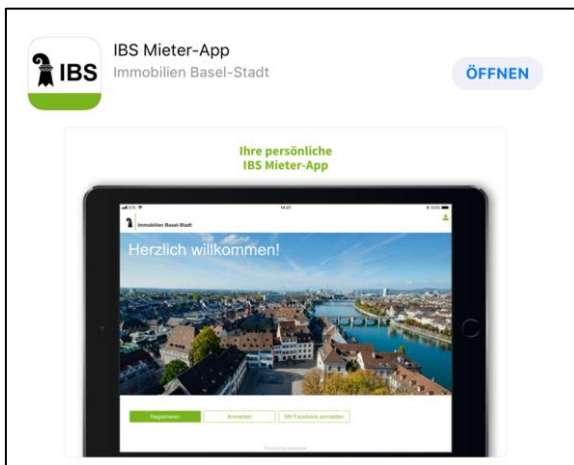 IBS
IBS Mieter-App
Immobilien Basel-Stadt
ÖFFNEN
Ihre persönliche
IBS Mieter-App
Immobilien Basel-Stadt
Herzlich willkommen!
Registrieren
Anmelden
Mit Facebook anmelden